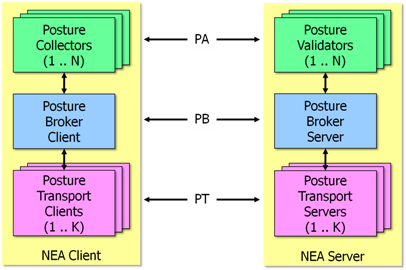 Posture
Collectors
(1 .. N)
PA
Posture
Validators
(1 .. N)
Posture
Broker
Client
PB
Posture
Broker
Server
Posture
Transport
Clients
(1 .. K)
PT
Posture
Transport
Servers
(1 .. K)
NEA Client
NEA Server